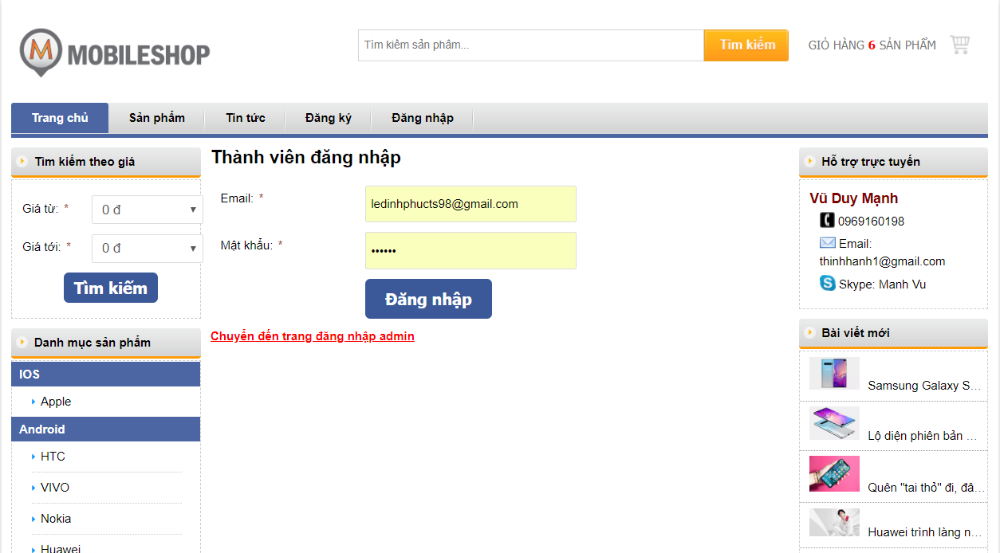 M MOBILESHOP
Tìm kiếm sản phẩm...
Tìm kiếm
GIỎ HÀNG 6 SẢN PHẨM
Trang chủ
Sản phẩm
Tin tức
Đăng ký
Đăng nhập
Tìm kiếm theo giá
Giá từ: *
0 đ
Giá tới: *
0 đ
Tìm kiếm
Danh mục sản phẩm
IOS
Apple
Android
HTC
VIVO
Nokia
Huawei
Thành viên đăng nhập
Email: *
ledinhphucts98@gmail.com
Mật khẩu: *
••••••
Đăng nhập
Chuyển đến trang đăng nhập admin
Hỗ trợ trực tuyến
Vũ Duy Mạnh
0969160198
Email:
thinhhanh1@gmail.com
Skype: Manh Vu
Bài viết mới
Samsung Galaxy S...
Lộ diện phiên bản ...
Quên "tai thỏ" đi, đâ...
Huawei trình làng n...